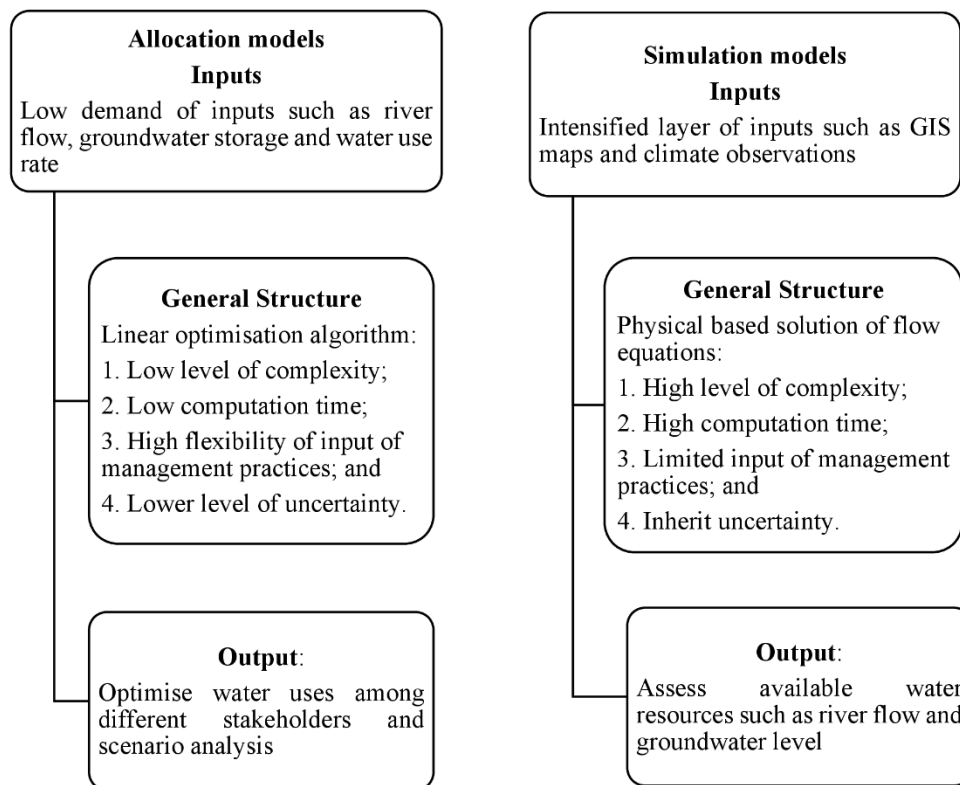 Allocation models
Inputs
Low demand of inputs such as river
flow, groundwater storage and water use
rate
General Structure
Linear optimisation algorithm:
1. Low level of complexity;
2. Low computation time;
3. High flexibility of input of
management practices; and
4. Lower level of uncertainty.
Output:
Optimise water uses among
different stakeholders and
scenario analysis
Simulation models
Inputs
Intensified layer of inputs such as GIS
maps and climate observations
General Structure
Physical based solution of flow
equations:
1. High level of complexity;
2. High computation time;
3. Limited input of management
practices; and
4. Inherit uncertainty.
Output:
Assess available water
resources such as river flow and
groundwater level